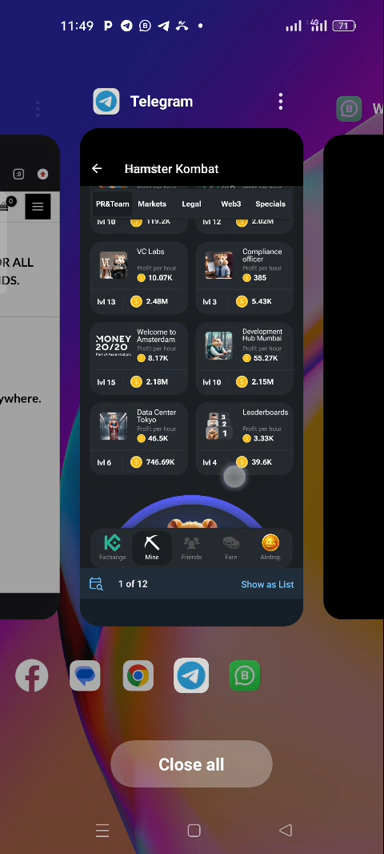 11:49
4G
71
Telegram
W
Hamster Kombat
PR&Team Markets Legal Web3 Specials
lvl 10 119.2K
lvl 12 2.02M
VC Labs
Profit per hour
10.07K
lvl 13 2.48M
Compliance
officer
Profit per hour
385
lvl 3 5.43K
MONEY
20/20
Welcome to
Amsterdam
Profit per hour
8.17K
lvl 15 2.18M
Development
Hub Mumbai
Profit per hour
55.27K
lvl 10 2.15M
Data Center
Tokyo
Profit per hour
46.5K
lvl 6 746.69K
Leaderboards
Profit per hour
3.33K
lvl 4 39.6K
Exchange Mine Friends Earn Airdrop
1 of 12 Show as List
OR ALL
NDS.
ywhere.
Close all